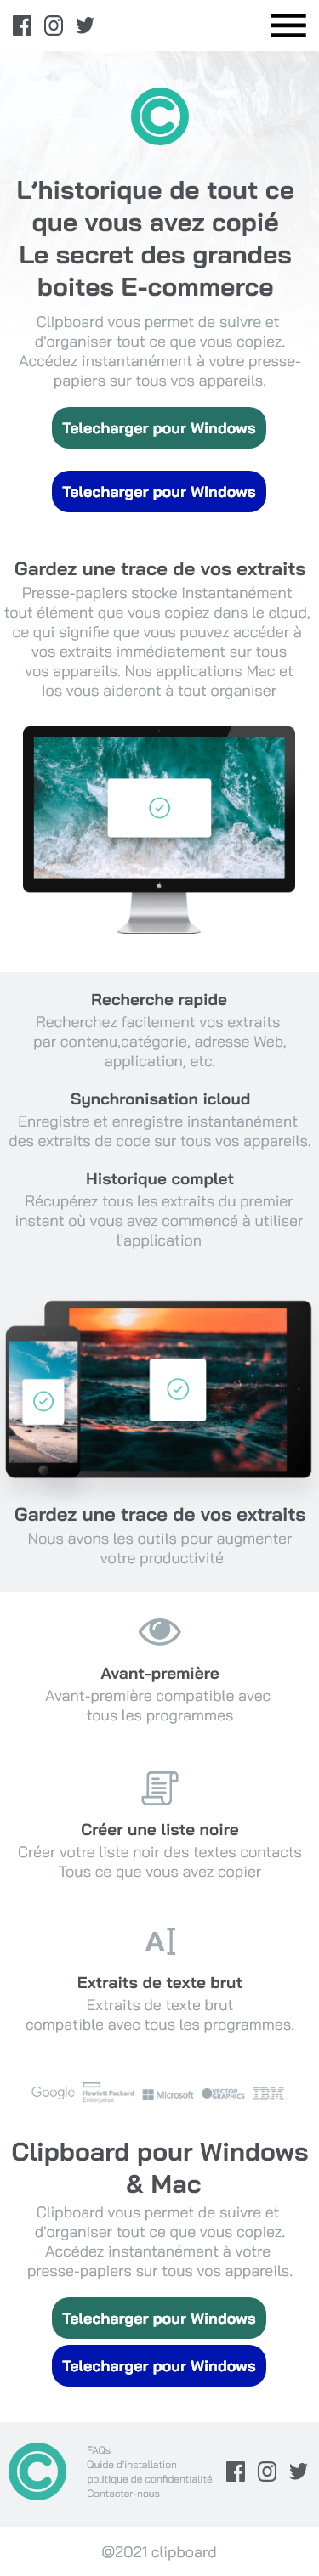 L’historique de tout ce
que vous avez copié
Le secret des grandes
boites E-commerce
Clipboard vous permet de suivre et
d'organiser tout ce que vous copiez.
Accédez instantanément à votre presse-
papiers sur tous vos appareils.
Telecharger pour Windows
Telecharger pour Windows
Gardez une trace de vos extraits
Presse-papiers stocke instantanément
tout élément que vous copiez dans le cloud,
ce qui signifie que vous pouvez accéder à
vos extraits immédiatement sur tous
vos appareils. Nos applications Mac et
Ios vous aideront à tout organiser
Recherche rapide
Recherchez facilement vos extraits
par contenu,catégorie, adresse Web,
application, etc.
Synchronisation icloud
Enregistre et enregistre instantanément
des extraits de code sur tous vos appareils.
Historique complet
Récupérez tous les extraits du premier
instant où vous avez commencé à utiliser
l'application
Gardez une trace de vos extraits
Nous avons les outils pour augmenter
votre productivité
Avant-première
Avant-première compatible avec
tous les programmes
Créer une liste noire
Créer votre liste noir des textes contacts
Tous ce que vous avez copier
A
Extraits de texte brut
Extraits de texte brut
compatible avec tous les programmes.
Google Hewlett Packard Enterprise Microsoft VECTOR GRAPHICS IBM
Clipboard pour Windows
& Mac
Clipboard vous permet de suivre et
d'organiser tout ce que vous copiez.
Accédez instantanément à votre
presse-papiers sur tous vos appareils.
Telecharger pour Windows
Telecharger pour Windows
FAQs
Quide d'installation
politique de confidentialité
Contacter-nous
@2021 clipboard